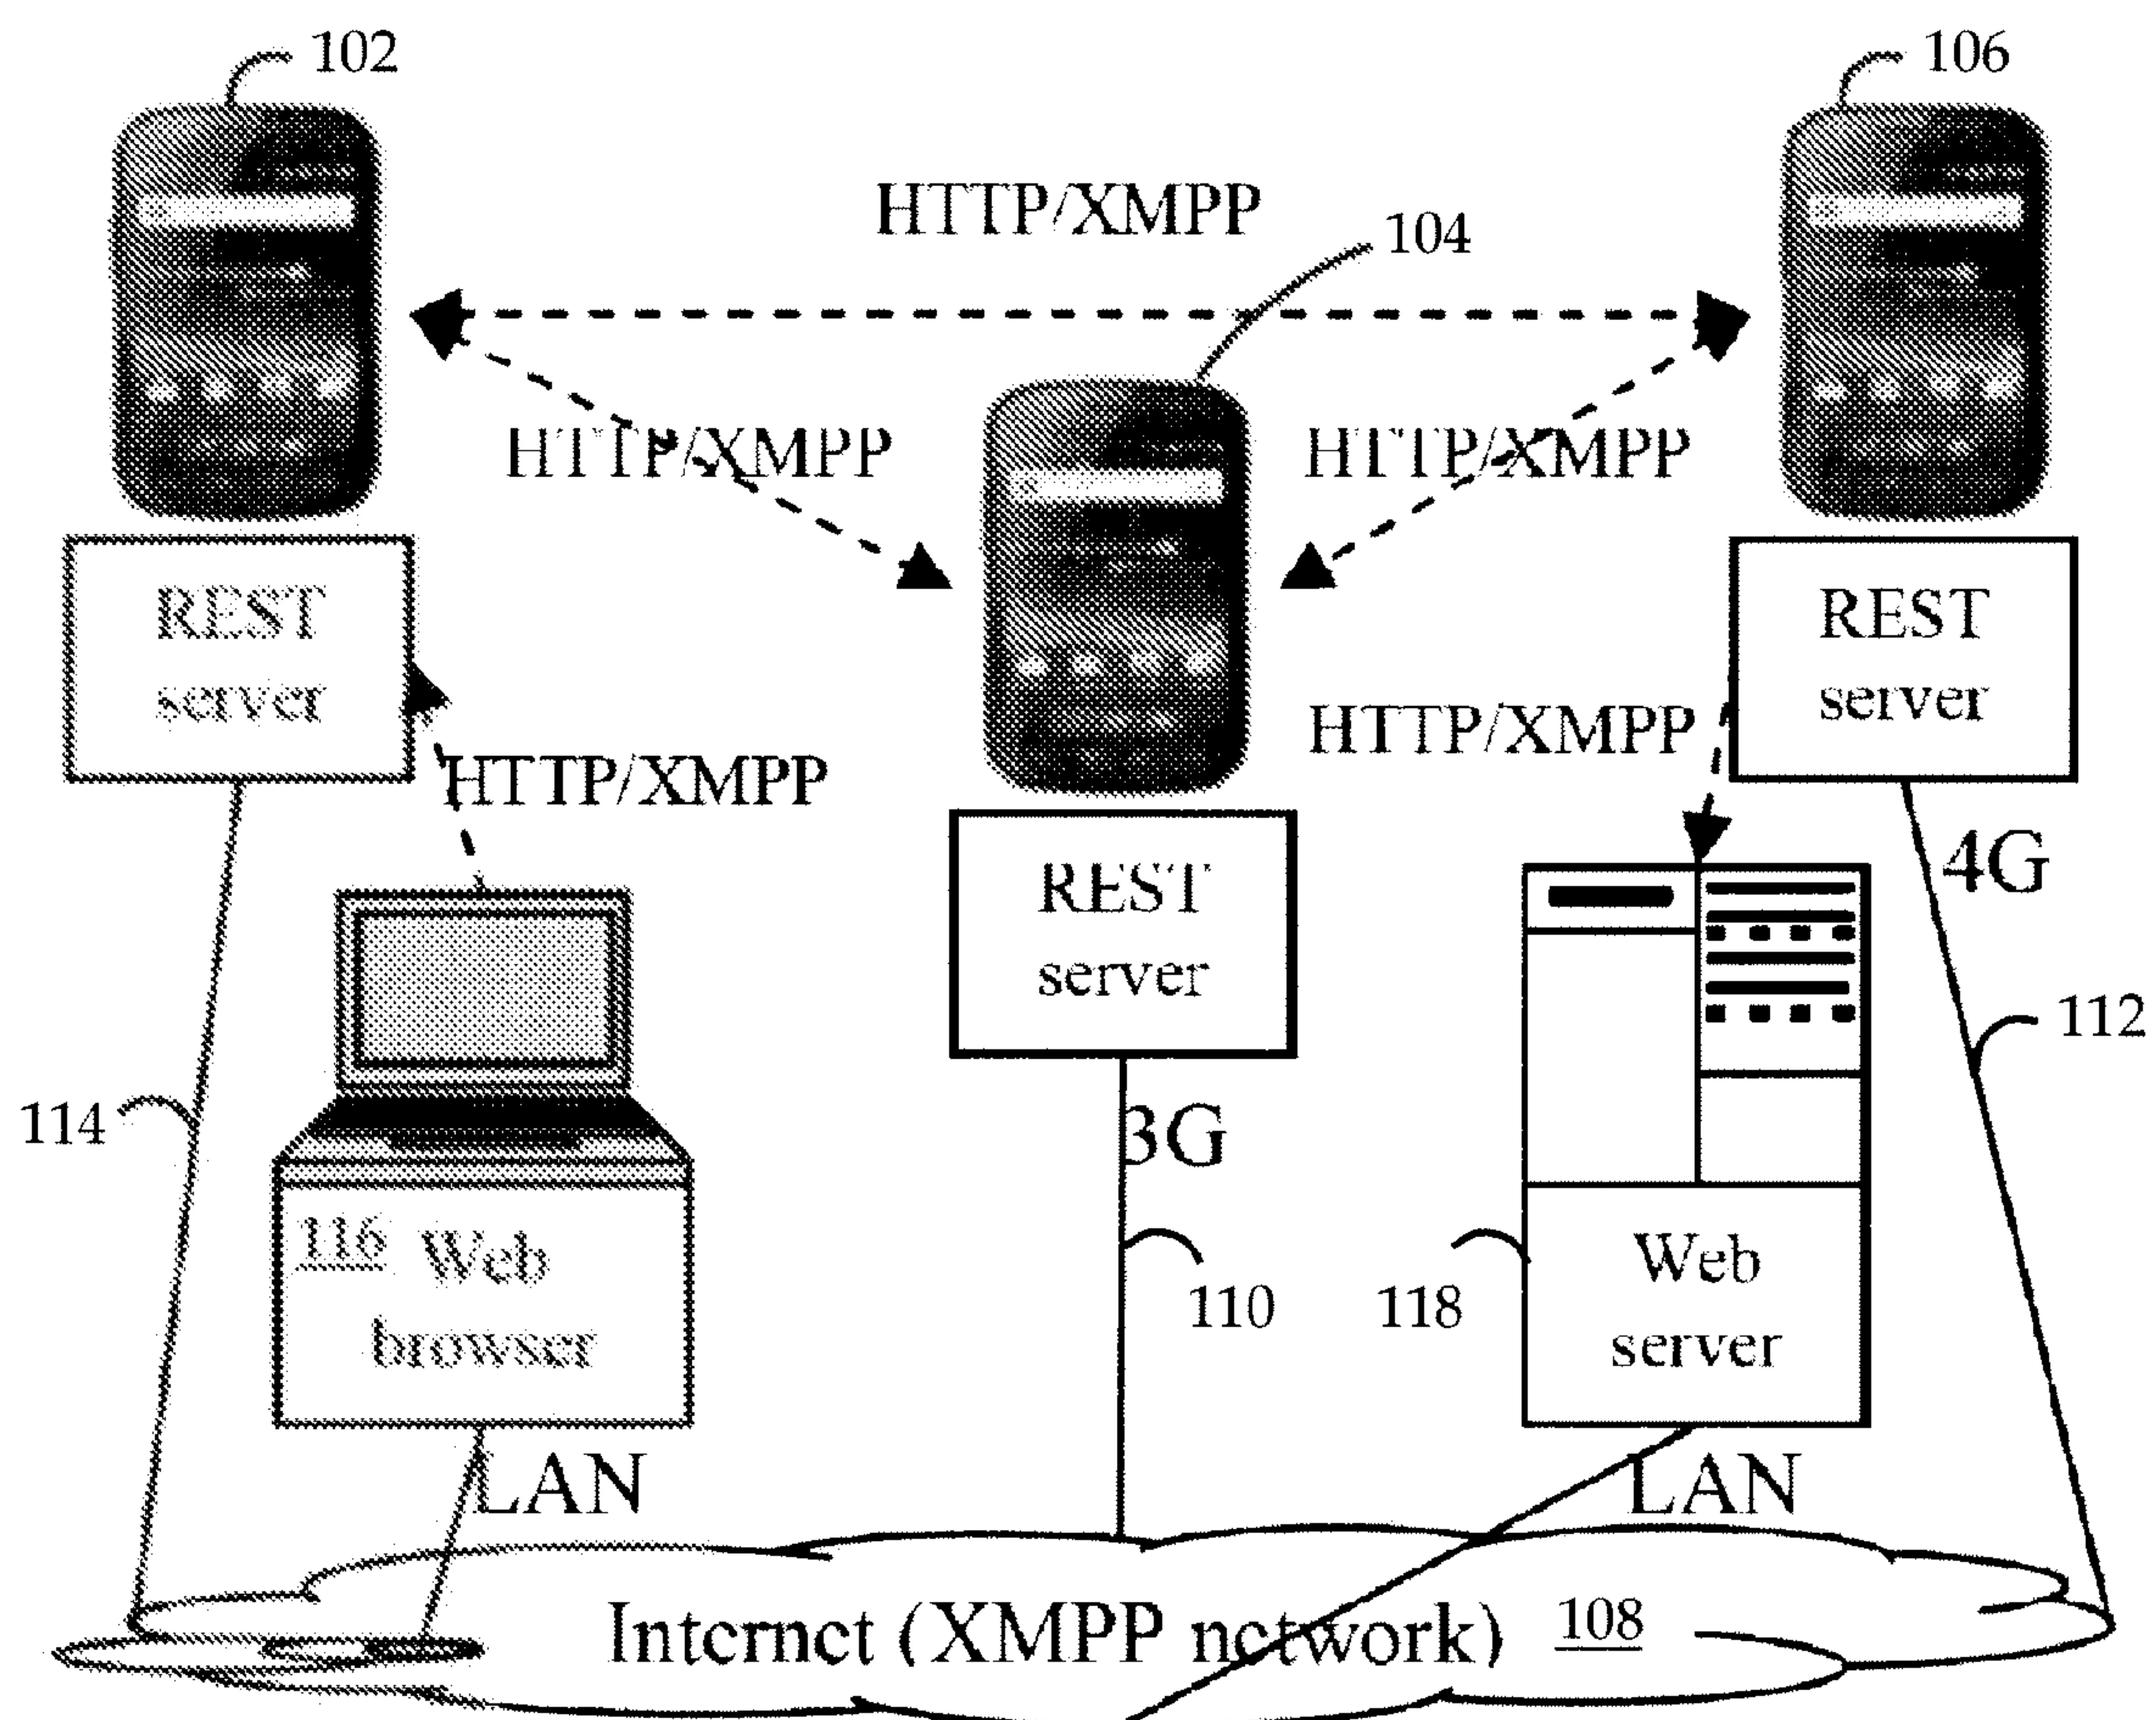 102
106
HTTP/XMPP
104
HTTP/XMPP
HTTP/XMPP
REST
server
REST
server
HTTP/XMPP
HTTP/XMPP
4G
REST
server
112
114
3G
116 Web
browser
110
118
Web
server
LAN
LAN
Internet (XMPP network) 108